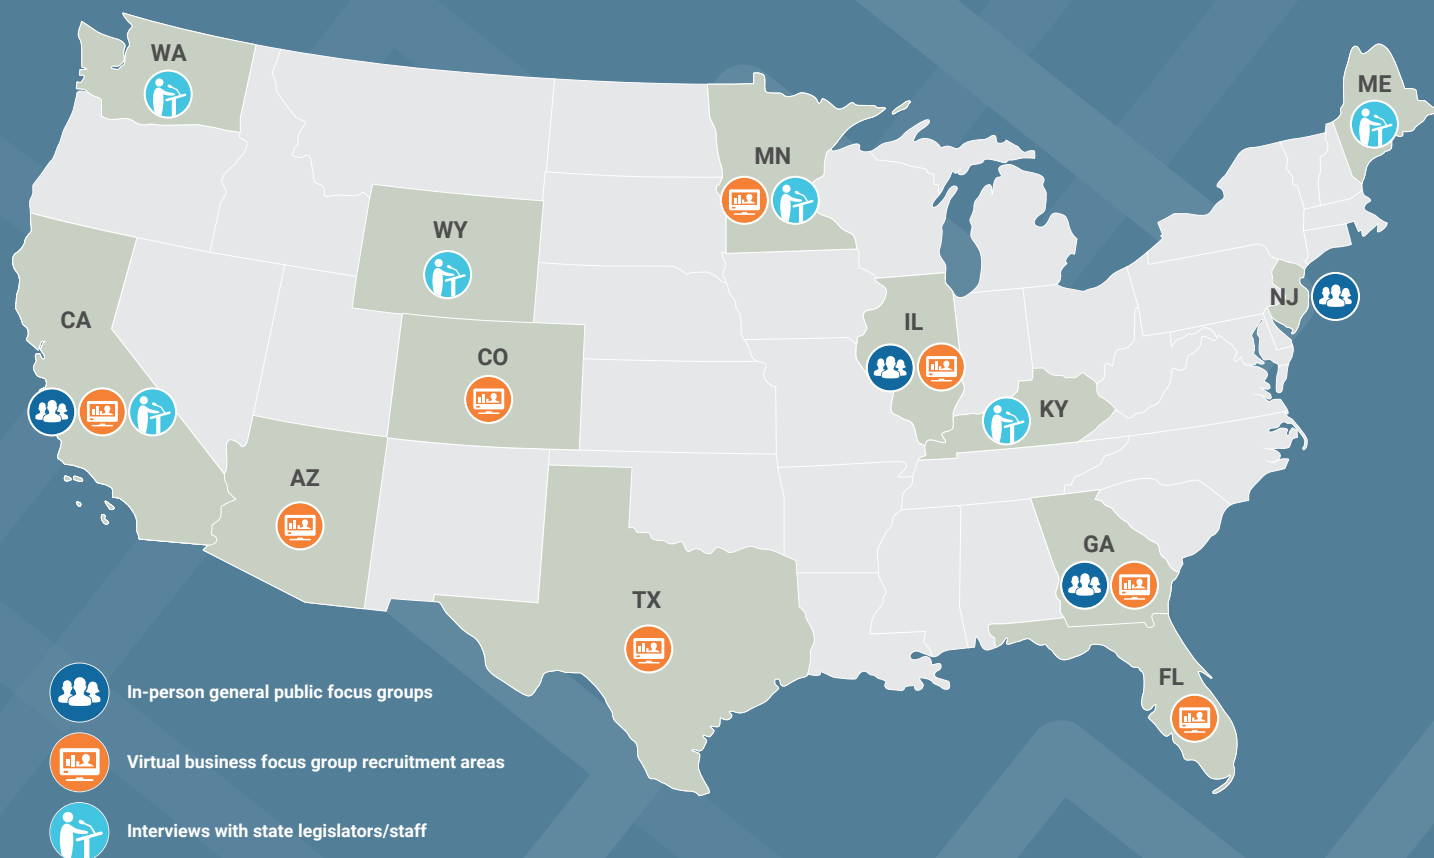 WA
ME
MN
WY
NJ
CA
IL
CO
KY
AZ
GA
TX
FL
In-person general public focus groups
Virtual business focus group recruitment areas
Interviews with state legislators/staff